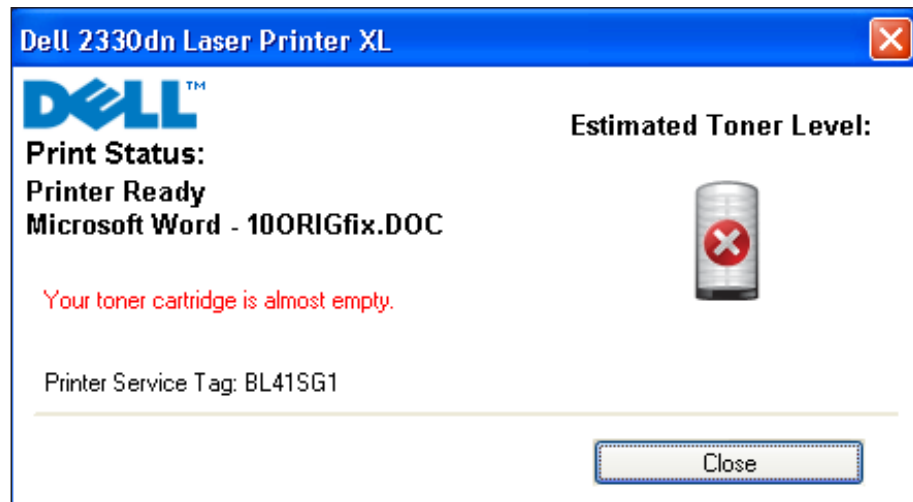 Dell 2330dn Laser Printer XL
DELL™
Estimated Toner Level:
Print Status:
Printer Ready
Microsoft Word - 10ORIGfix.DOC
Your toner cartridge is almost empty.
Printer Service Tag: BL41SG1
Close